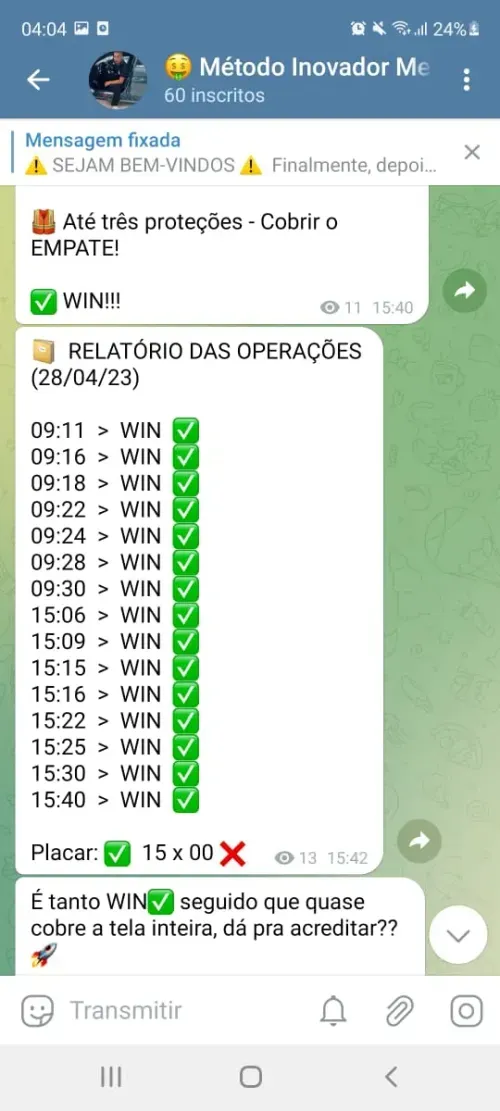 04:04
24%
🤑 Método Inovador Me
60 inscritos
Mensagem fixada
⚠️ SEJAM BEM-VINDOS ⚠️ Finalmente, depoi...
🦺 Até três proteções - Cobrir o
EMPATE!
✅ WIN!!!
11 15:40
📒 RELATÓRIO DAS OPERAÇÕES
(28/04/23)
09:11 > WIN ✅
09:16 > WIN ✅
09:18 > WIN ✅
09:22 > WIN ✅
09:24 > WIN ✅
09:28 > WIN ✅
09:30 > WIN ✅
15:06 > WIN ✅
15:09 > WIN ✅
15:15 > WIN ✅
15:16 > WIN ✅
15:22 > WIN ✅
15:25 > WIN ✅
15:30 > WIN ✅
15:40 > WIN ✅
Placar: ✅ 15 x 00 ❌
13 15:42
É tanto WIN✅ seguido que quase
cobre a tela inteira, dá pra acreditar??
🚀
Transmitir